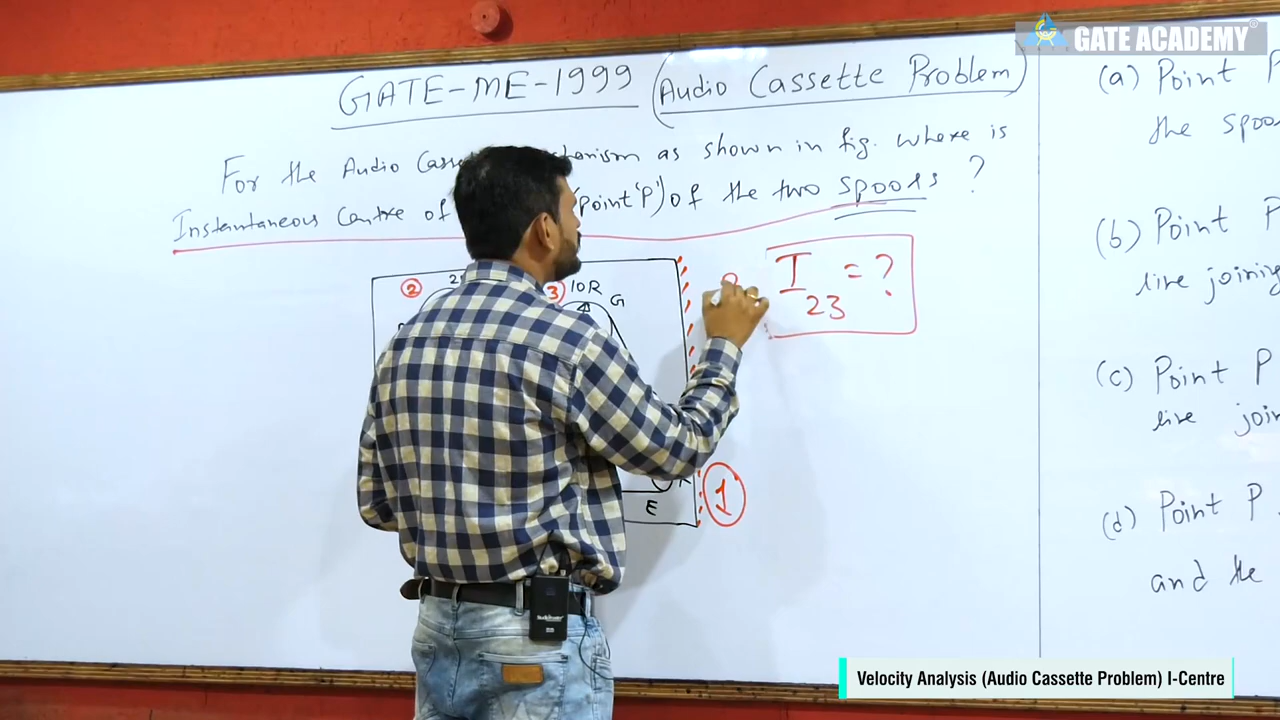 GATE ACADEMY®
GATE-ME-1999 (Audio Cassette Problem)
For the Audio as shown in fig. where is
Instantaneous Centre of (point 'P') of the two spools ?
I23 = ?
2
3
10R
G
E
1
(a) Point P
the spoo
(b) Point P
line joining
(c) Point P
line join
(d) Point P
and the
Velocity Analysis (Audio Cassette Problem) I-Centre